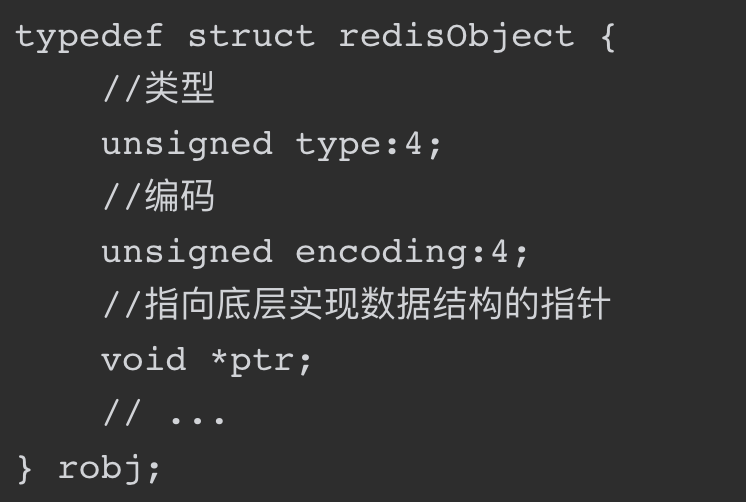 typedef struct redisObject {
    //类型
    unsigned type:4;
    //编码
    unsigned encoding:4;
    //指向底层实现数据结构的指针
    void *ptr;
    // ...
} robj;